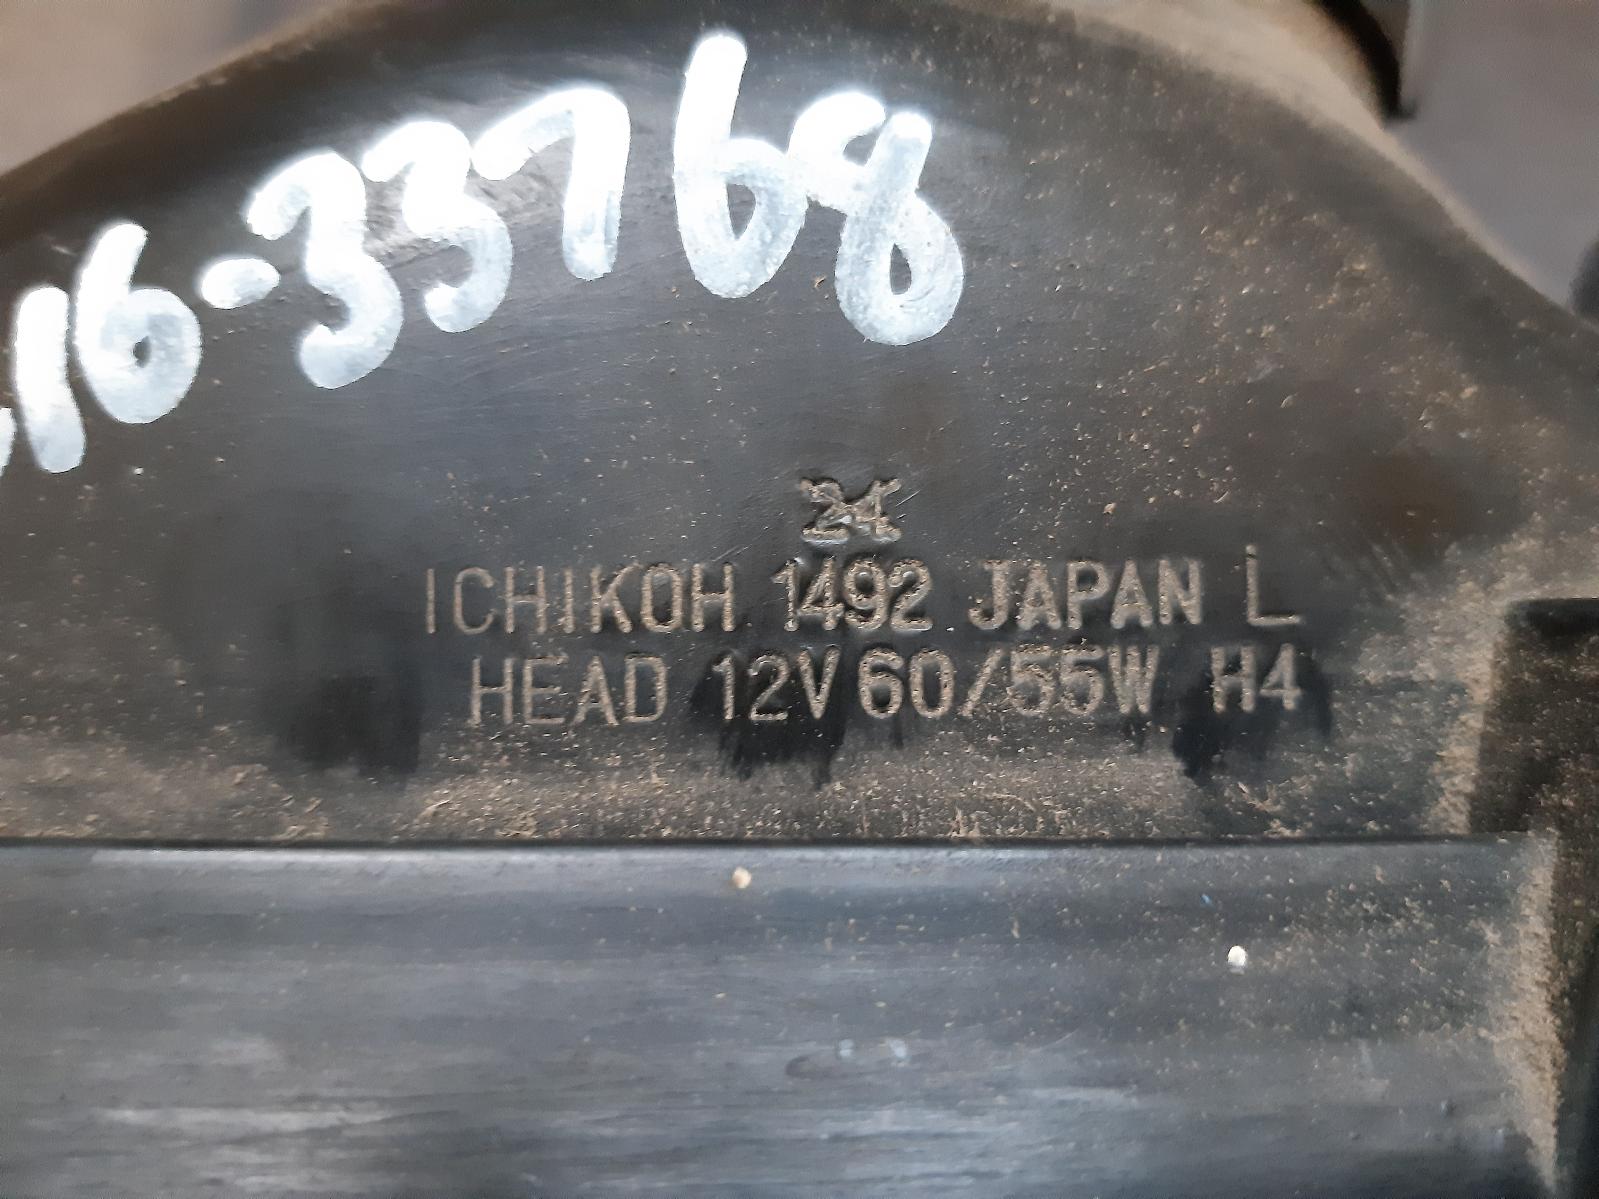 16-33768
24
ICHIKOH 1492 JAPAN L
HEAD 12V 60/55W H4